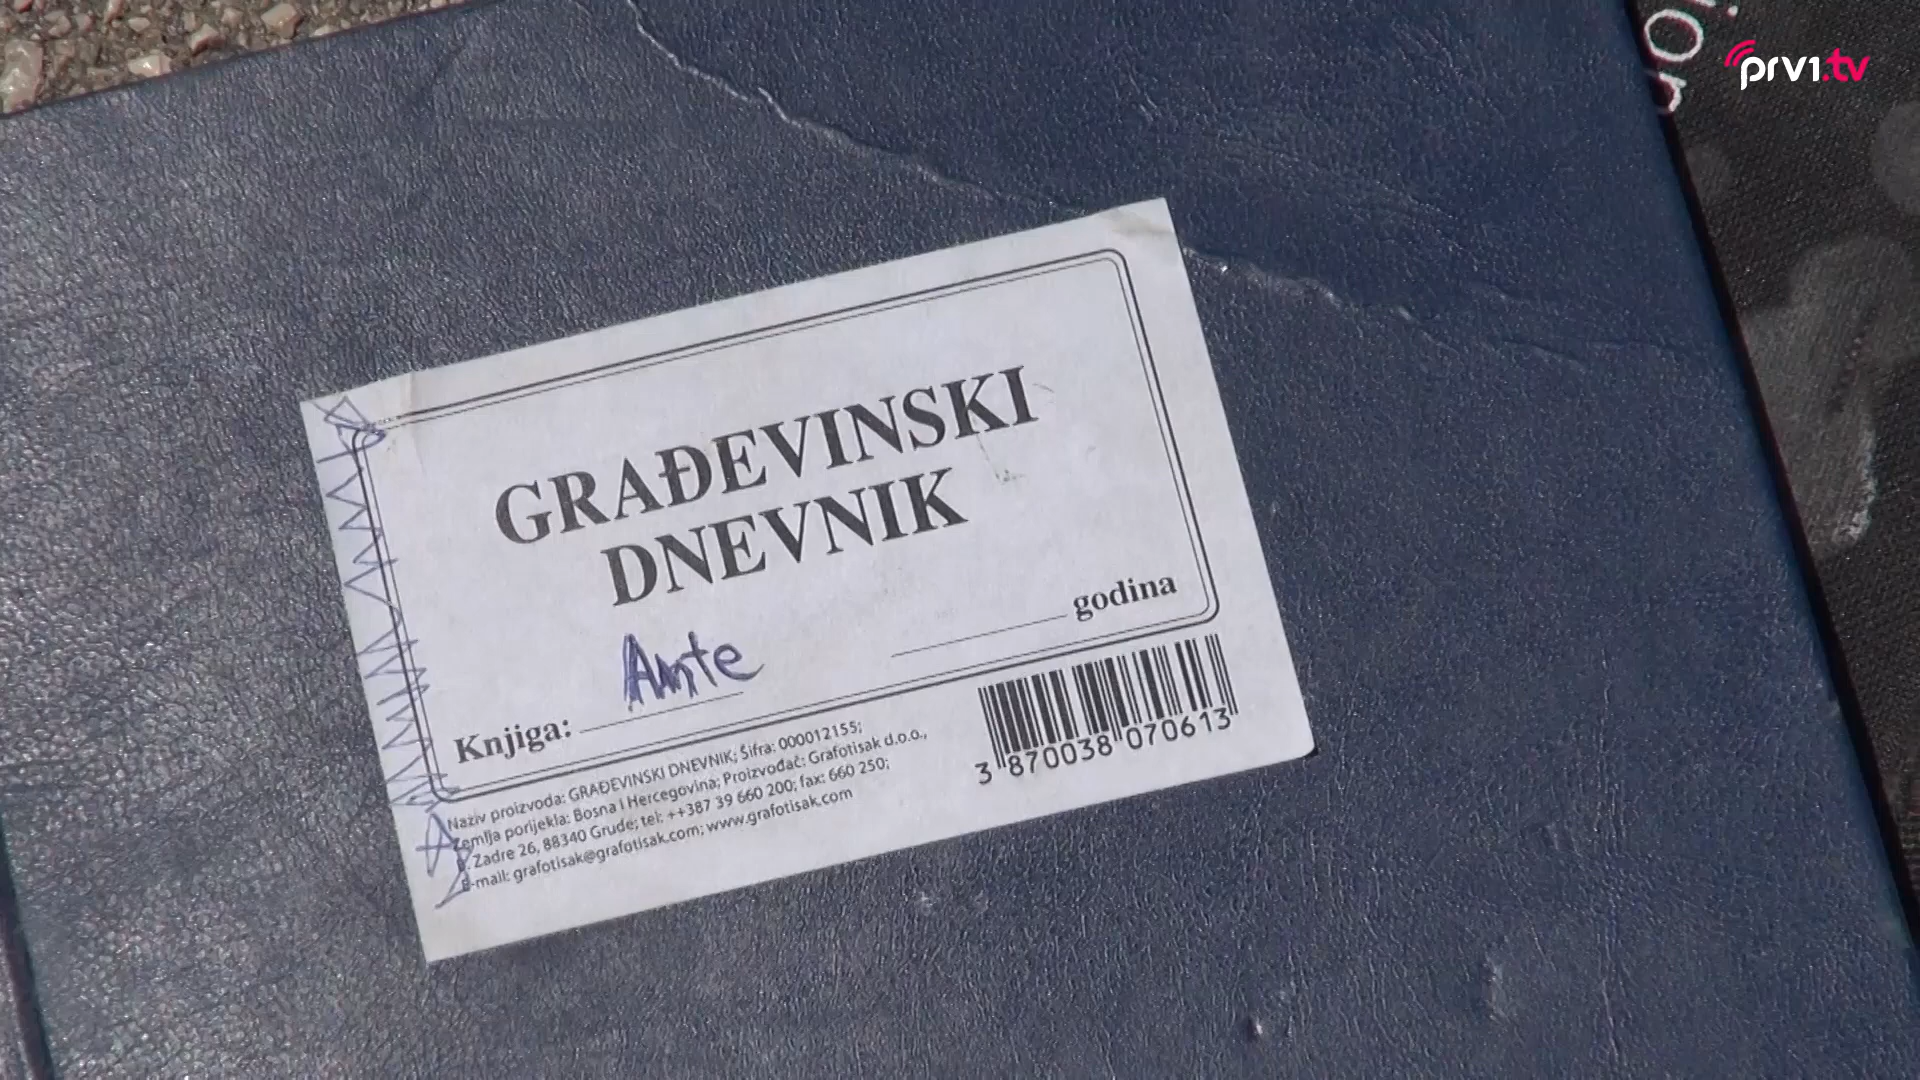 ion
prv1.tv
GRAĐEVINSKI
DNEVNIK
godina
Ante
Knjiga:
Naziv proizvoda: GRAĐEVINSKI DNEVNIK; Šifra: 000012155;
Zemlja porijekla: Bosna i Hercegovina; Proizvođač: Grafotisak d.o.o.,
Zadre 26, 88340 Grude; tel: ++387 39 660 200; fax: 660 250;
E-mail: grafotisak@grafotisak.com; www.grafotisak.com
3 870038 070613